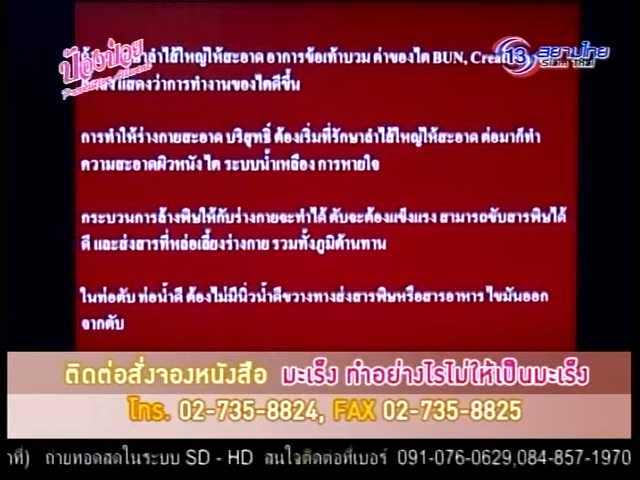 ป๋องแป๋ง
13 สยามไทย
SIAM THAI
ลำไส้ใหญ่ให้สะอาด อาการข้อเท้าบวม ค่าของไต BUN,
แสดงว่าการทำงานของไตดีขึ้น
การทำให้ร่างกายสะอาด บริสุทธิ์ ต้องเริ่มที่รักษาลำไส้ใหญ่ให้สะอาด ต่อมาก็ทำ
ความสะอาดผิวหนัง ไต ระบบน้ำเหลือง การหายใจ
กระบวนการล้างพิษให้กับร่างกายจะทำได้ ตับจะต้องแข็งแรง สามารถขับสารพิษได้
ดี และส่งสารที่หล่อเลี้ยงร่างกาย รวมทั้งภูมิต้านทาน
ในท่อตับ ท่อน้ำดี ต้องไม่มีนิ่วน้ำดีขวางทางส่งสารพิษหรือสารอาหาร ไขมันออก
จากตับ
ติดต่อสั่งจองหนังสือ มะเร็ง ทำอย่างไรไม่ให้เป็นมะเร็ง
โทร. 02-735-8824, FAX 02-735-8825
ที่) ถ่ายทอดสดในระบบ SD - HD สนใจติดต่อที่เบอร์ 091-076-0629,084-857-1970